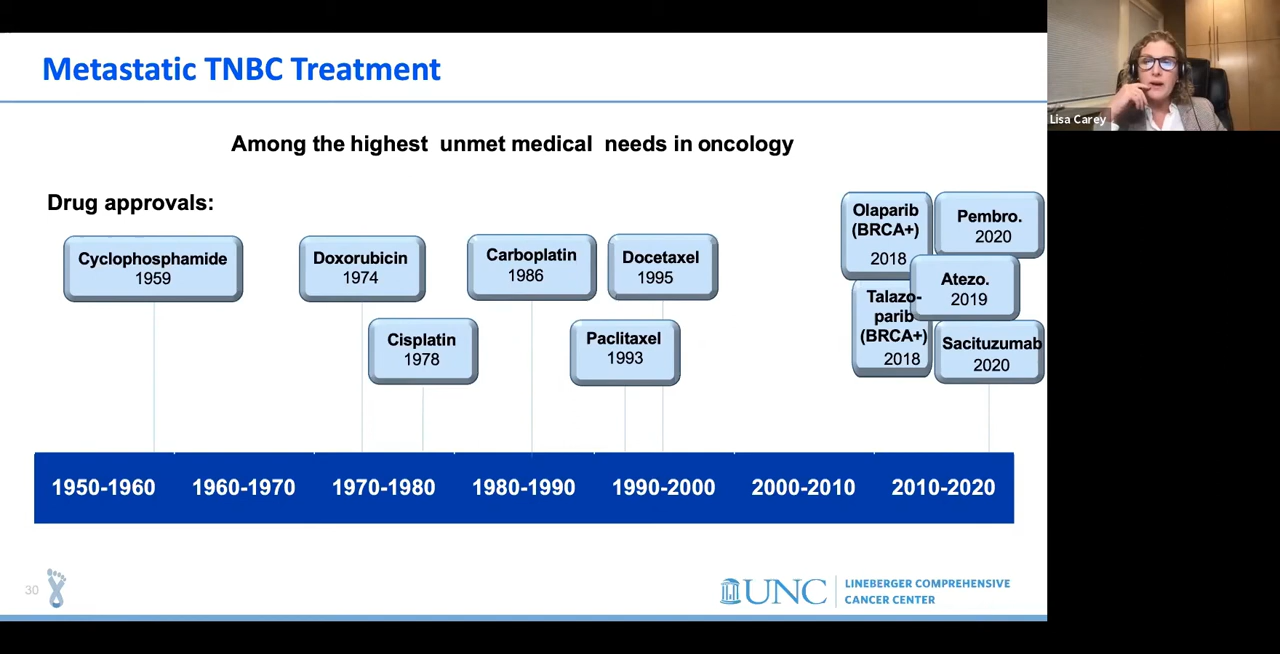 Metastatic TNBC Treatment
Lisa Carey
Among the highest unmet medical needs in oncology
Drug approvals:
Cyclophosphamide
1959
Doxorubicin
1974
Cisplatin
1978
Carboplatin
1986
Docetaxel
1995
Paclitaxel
1993
Olaparib
(BRCA+)
2018
Pembro.
2020
Atezo.
2019
Talazo-
parib
(BRCA+)
2018
Sacituzumab
2020
1950-1960
1960-1970
1970-1980
1980-1990
1990-2000
2000-2010
2010-2020
30
UNC
LINEBERGER COMPREHENSIVE
CANCER CENTER